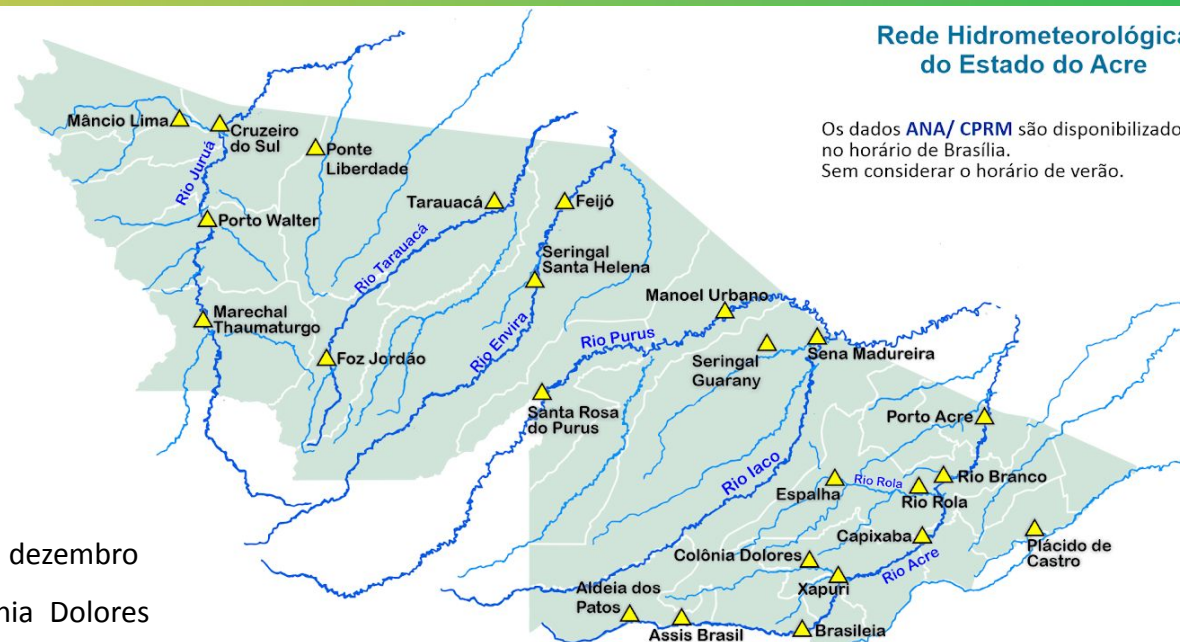 Rede Hidrometeorológica
do Estado do Acre
Os dados ANA/ CPRM são disponibilizado
no horário de Brasília.
Sem considerar o horário de verão.
Mâncio Lima
Cruzeiro
do Sul
Ponte
Liberdade
Rio Juruá
Porto Walter
Tarauacá
Feijó
Rio Tarauacá
Seringal
Santa Helena
Marechal
Thaumaturgo
Foz Jordão
Rio Envira
Manoel Urbano
Rio Purus
Seringal
Guarany
Sena Madureira
Santa Rosa
do Purus
Porto Acre
Rio Iaco
Espalha
Rio Rola
Rio Rola
Rio Branco
Capixaba
Plácido de
Castro
Colônia Dolores
Rio Acre
Xapuri
Aldeia dos
Patos
Assis Brasil
Brasileia
dezembro
nia Dolores